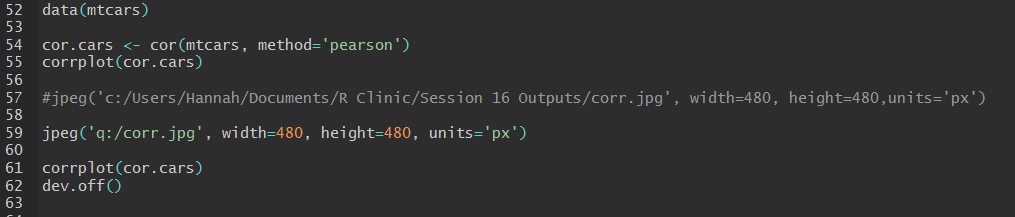 52 data(mtcars)
53
54 cor.cars <- cor(mtcars, method='pearson')
55 corrplot(cor.cars)
56
57 #jpeg('c:/Users/Hannah/Documents/R Clinic/Session 16 Outputs/corr.jpg', width=480, height=480,units='px')
58
59 jpeg('q:/corr.jpg', width=480, height=480, units='px')
60
61 corrplot(cor.cars)
62 dev.off()
63